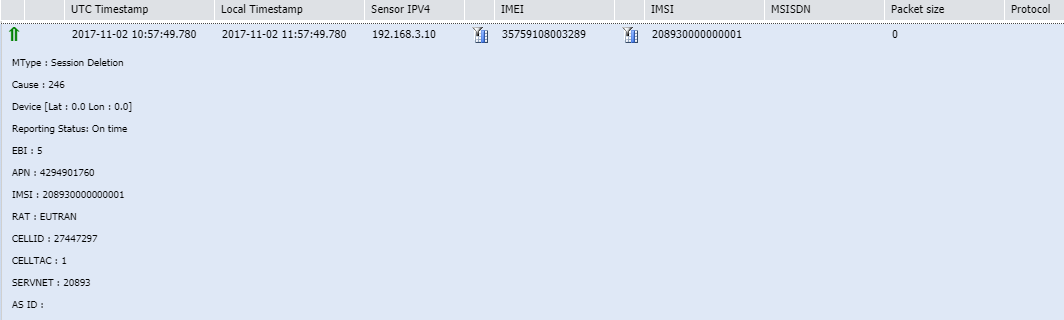 UTC Timestamp Local Timestamp Sensor IPV4 IMEI IMSI MSISDN Packet size Protocol
2017-11-02 10:57:49.780 2017-11-02 11:57:49.780 192.168.3.10 35759108003289 208930000000001 0
MType : Session Deletion
Cause : 246
Device [Lat : 0.0 Lon : 0.0]
Reporting Status: On time
EBI : 5
APN : 4294901760
IMSI : 208930000000001
RAT : EUTRAN
CELLID : 27447297
CELLTAC : 1
SERVNET : 20893
AS ID :